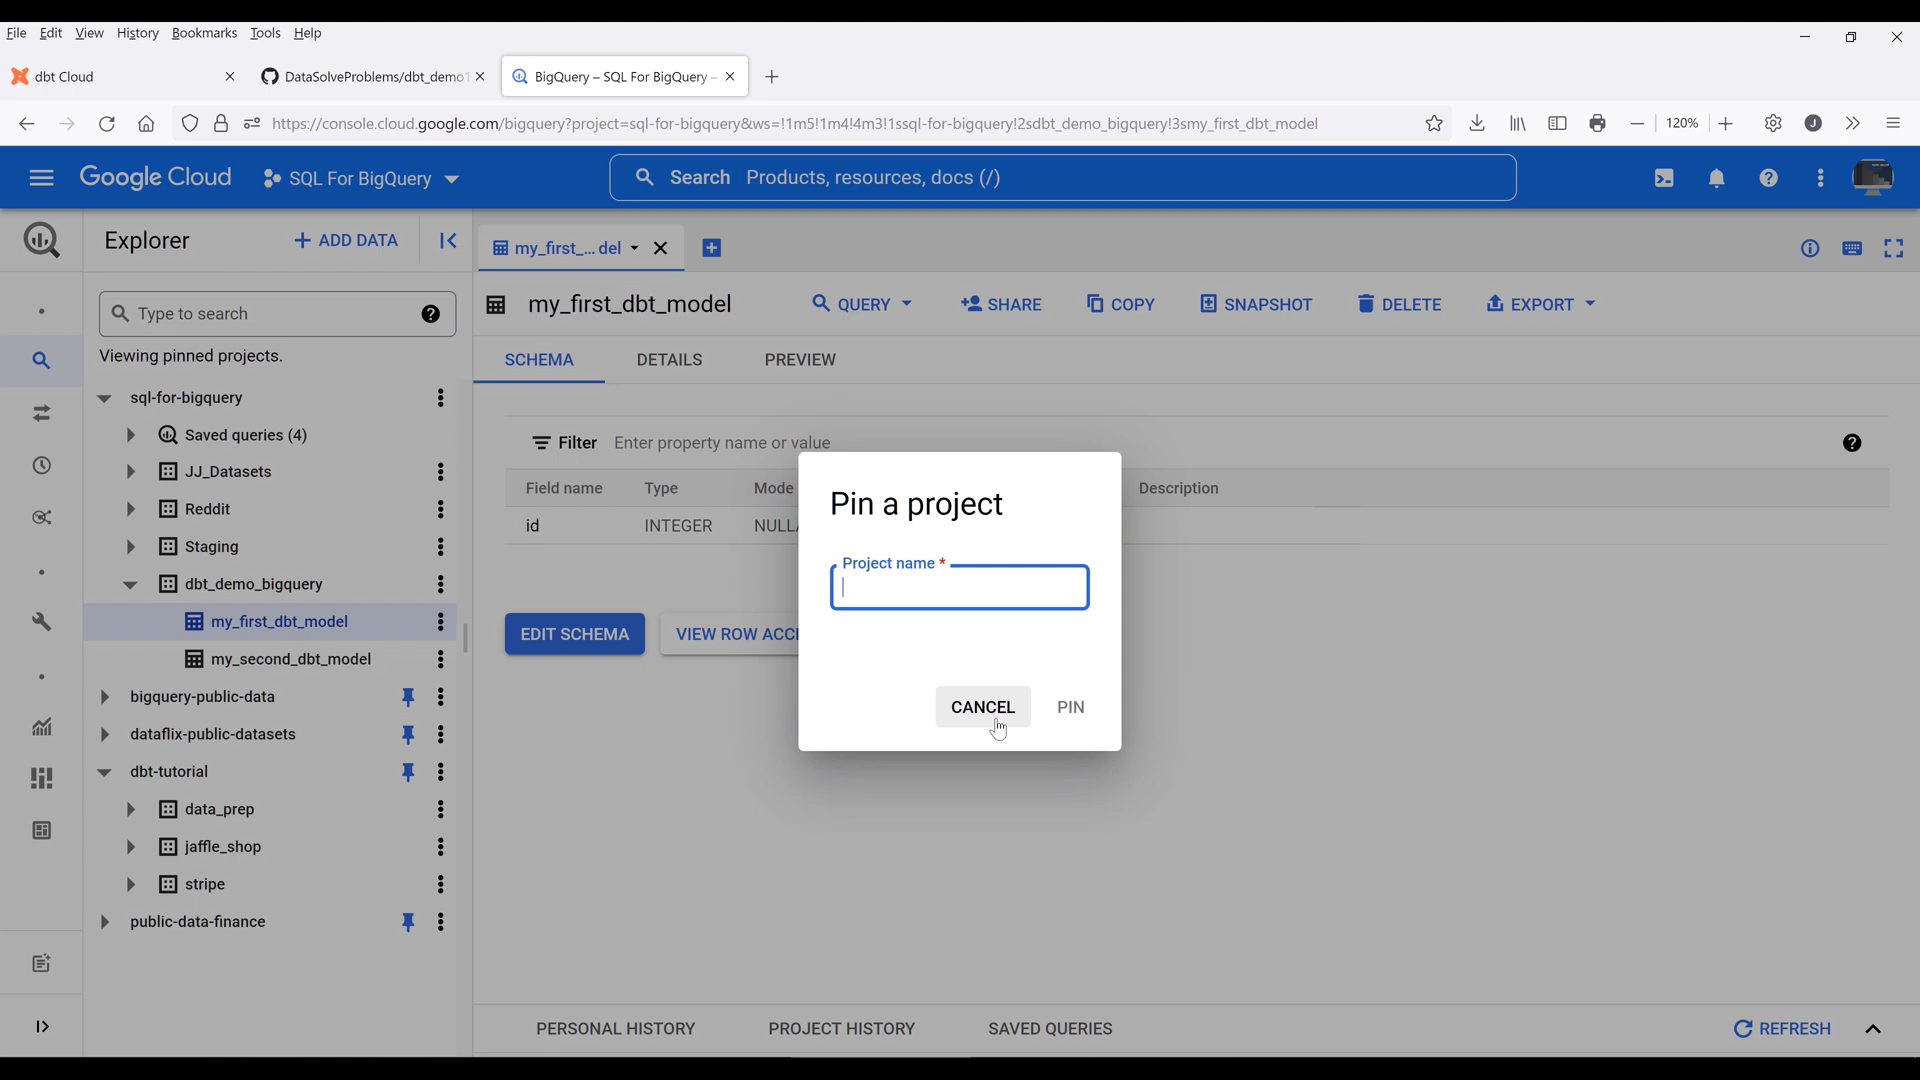 File Edit View History Bookmarks Tools Help
dbt Cloud
DataSolveProblems/dbt_demo1
BigQuery – SQL For BigQuery –
https://console.cloud.google.com/bigquery?project=sql-for-bigquery&ws=!1m5!1m4!4m3!1ssql-for-bigquery!2sdbt_demo_bigquery!3smy_first_dbt_model
120%
J
Google Cloud
SQL For BigQuery
Search Products, resources, docs (/)
Explorer
+ ADD DATA
my_first_... del
Type to search
my_first_dbt_model
QUERY
SHARE
COPY
SNAPSHOT
DELETE
EXPORT
Viewing pinned projects.
SCHEMA
DETAILS
PREVIEW
sql-for-bigquery
Saved queries (4)
JJ_Datasets
Reddit
Staging
dbt_demo_bigquery
my_first_dbt_model
my_second_dbt_model
bigquery-public-data
dataflix-public-datasets
dbt-tutorial
data_prep
jaffle_shop
stripe
public-data-finance
Filter Enter property name or value
Field name Type Mode Description
id INTEGER NULLA
EDIT SCHEMA
VIEW ROW ACCE
Pin a project
Project name *
CANCEL
PIN
PERSONAL HISTORY
PROJECT HISTORY
SAVED QUERIES
REFRESH